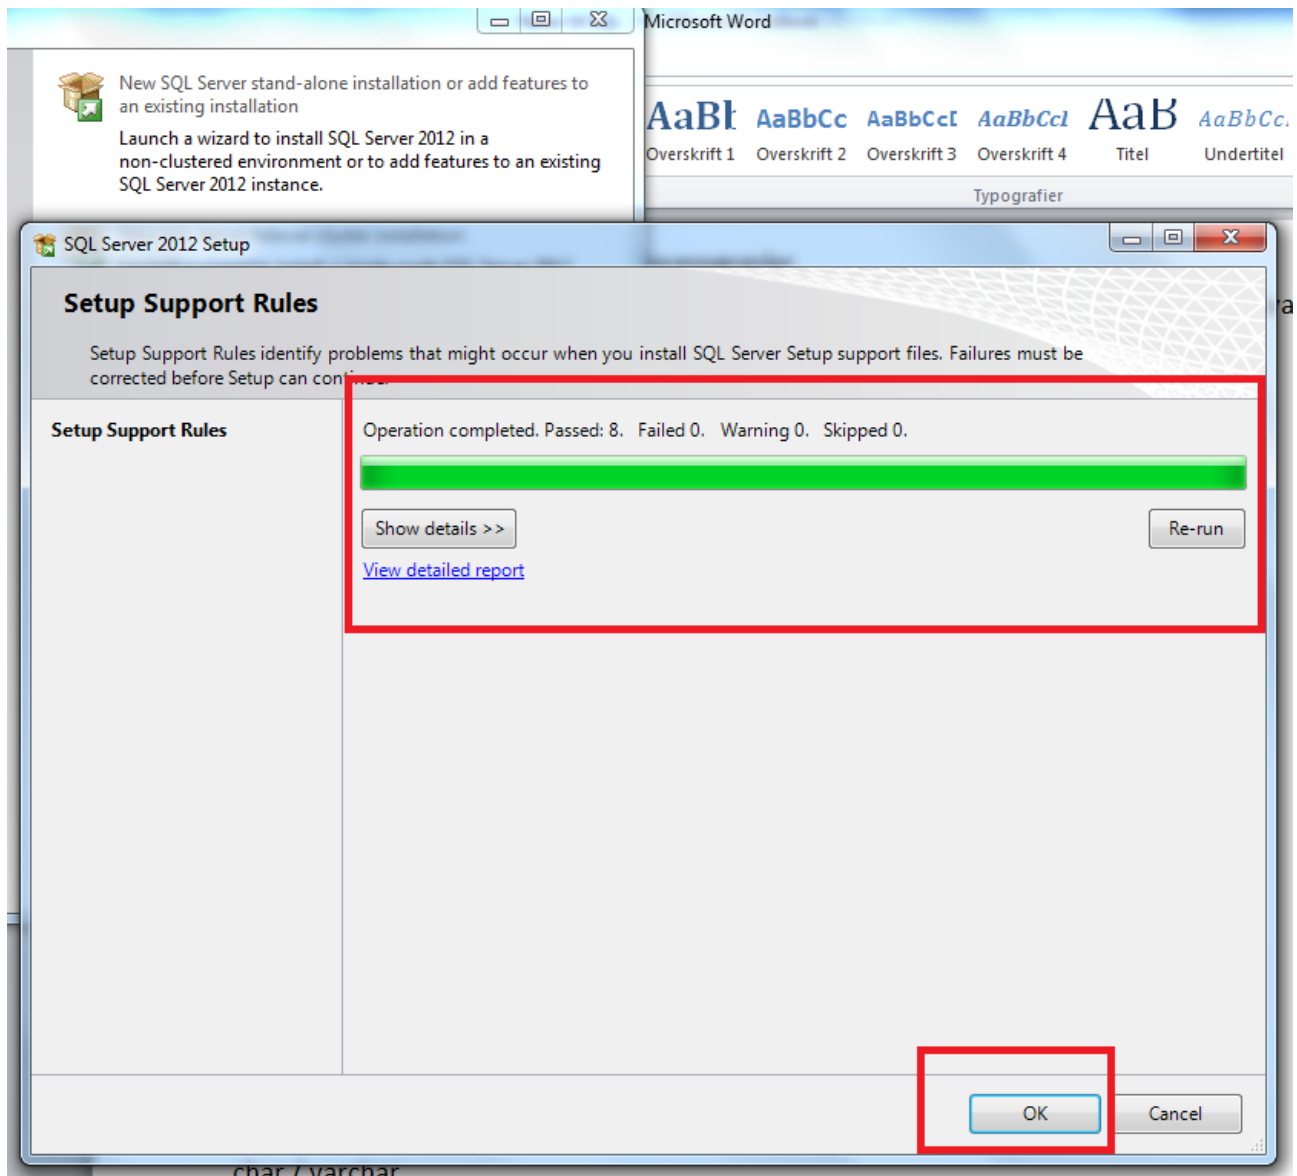 Microsoft Word
New SQL Server stand-alone installation or add features to
an existing installation
Launch a wizard to install SQL Server 2012 in a
non-clustered environment or to add features to an existing
SQL Server 2012 instance.
AaBb AaBbCc AaBbCcD AaBbCcI AaB AaBbCc.
Overskrift 1 Overskrift 2 Overskrift 3 Overskrift 4 Titel Undertitel
Typografier
SQL Server 2012 Setup
Setup Support Rules
Setup Support Rules identify problems that might occur when you install SQL Server Setup support files. Failures must be
corrected before Setup can continue.
Setup Support Rules
Operation completed. Passed: 8. Failed 0. Warning 0. Skipped 0.
Show details >>
Re-run
View detailed report
OK
Cancel
char / varchar